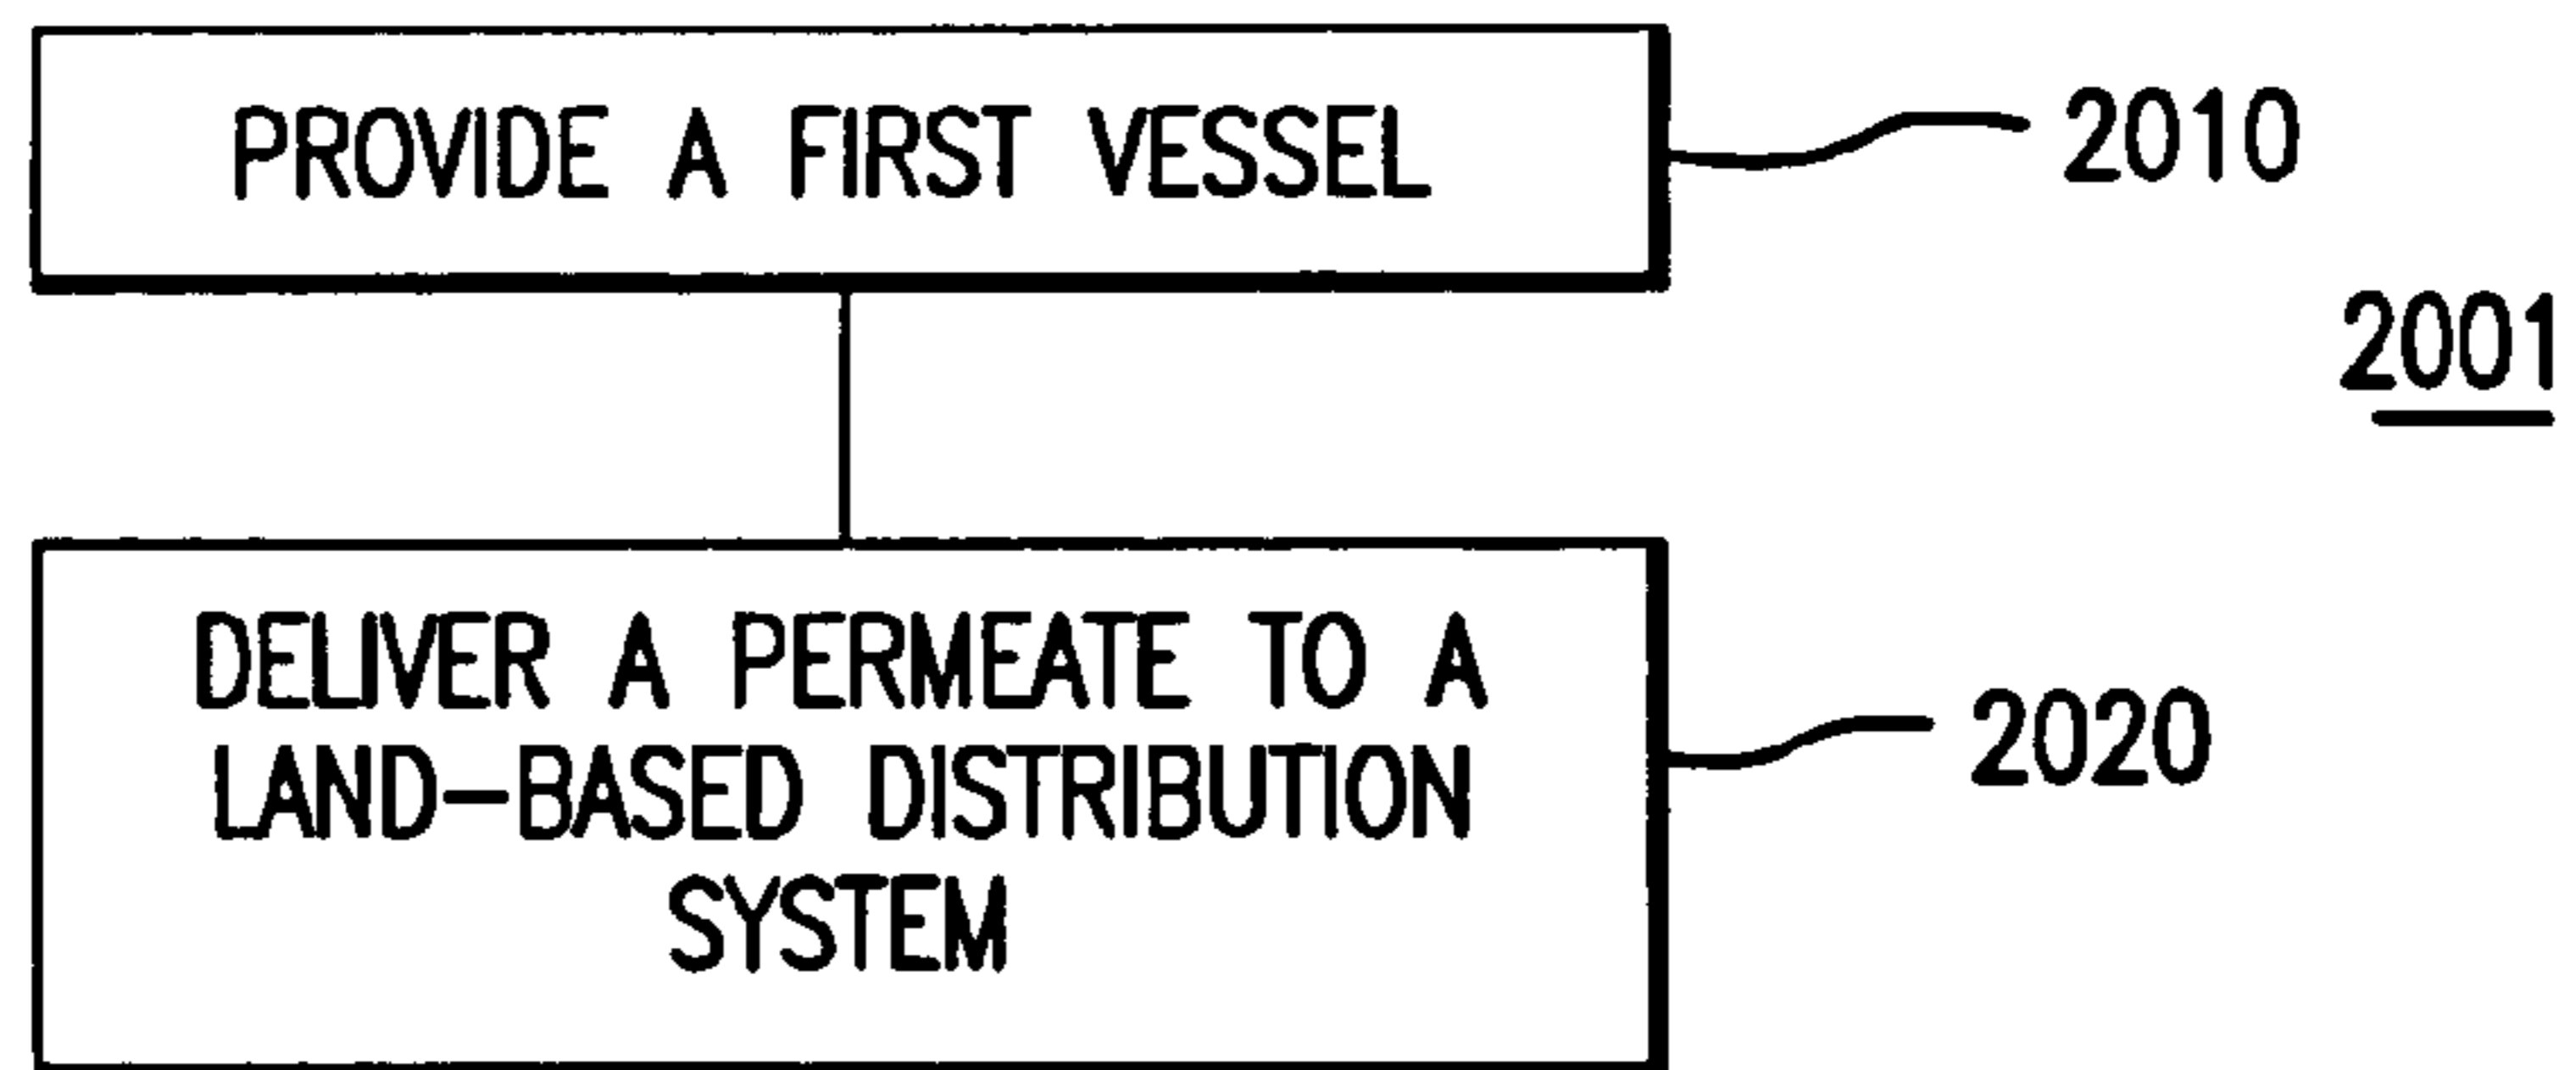 PROVIDE A FIRST VESSEL
2010
2001
DELIVER A PERMEATE TO A
LAND-BASED DISTRIBUTION
SYSTEM
2020